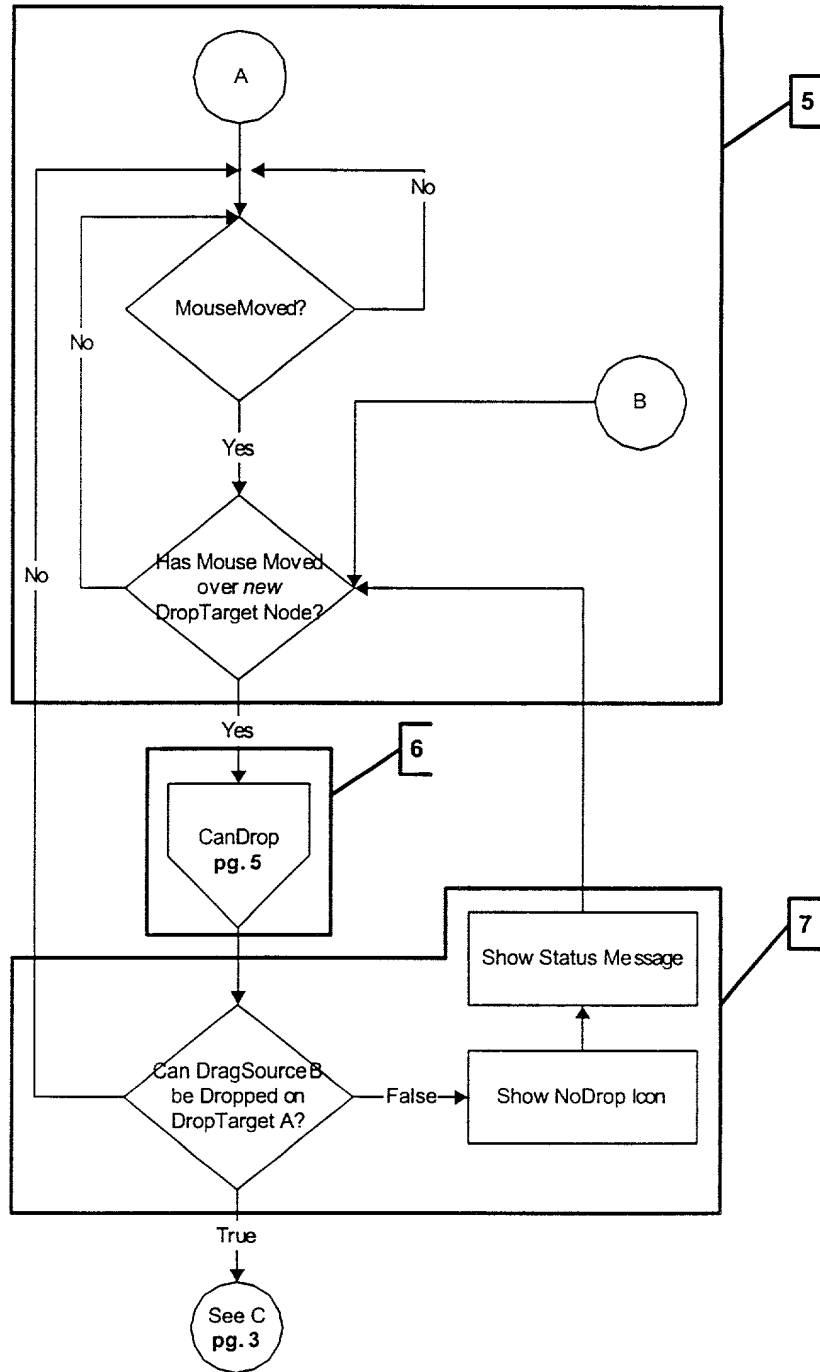 A
5
No
MouseMoved?
No
B
Yes
Has Mouse Moved
over new
DropTarget Node?
No
Yes
6
CanDrop
pg. 5
7
Show Status Message
Can DragSource B
be Dropped on
DropTarget A?
False
Show NoDrop Icon
True
See C
pg. 3